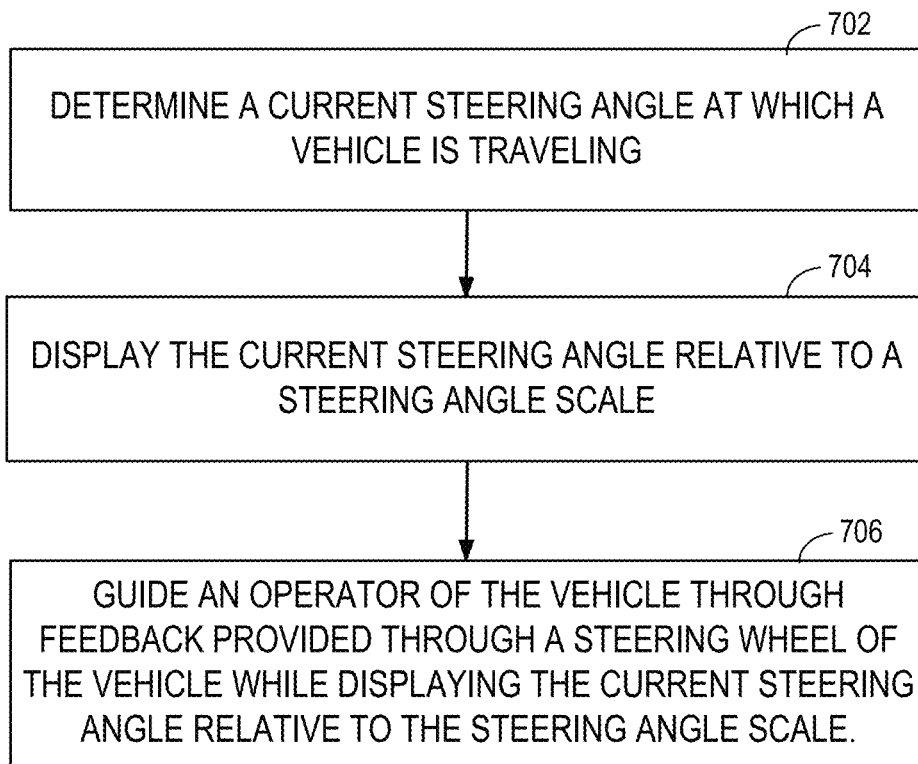 702
DETERMINE A CURRENT STEERING ANGLE AT WHICH A
VEHICLE IS TRAVELING
704
DISPLAY THE CURRENT STEERING ANGLE RELATIVE TO A
STEERING ANGLE SCALE
706
GUIDE AN OPERATOR OF THE VEHICLE THROUGH
FEEDBACK PROVIDED THROUGH A STEERING WHEEL OF
THE VEHICLE WHILE DISPLAYING THE CURRENT STEERING
ANGLE RELATIVE TO THE STEERING ANGLE SCALE.